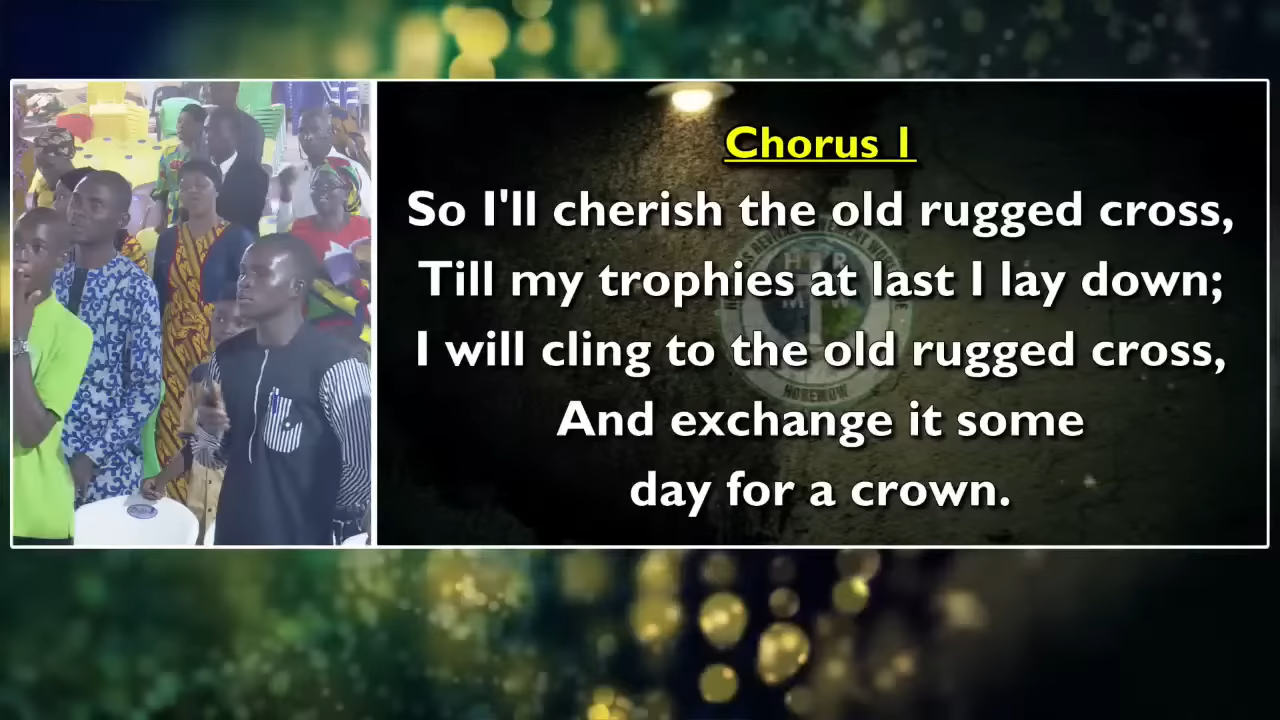 Chorus 1
So I'll cherish the old rugged cross,
Till my trophies at last I lay down;
I will cling to the old rugged cross,
And exchange it some
day for a crown.
HOREMOW